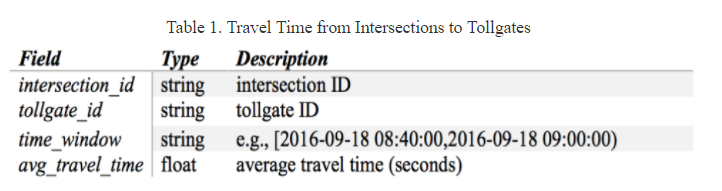 Table 1. Travel Time from Intersections to Tollgates
Field Type Description
intersection_id string intersection ID
tollgate_id string tollgate ID
time_window string e.g., [2016-09-18 08:40:00,2016-09-18 09:00:00)
avg_travel_time float average travel time (seconds)